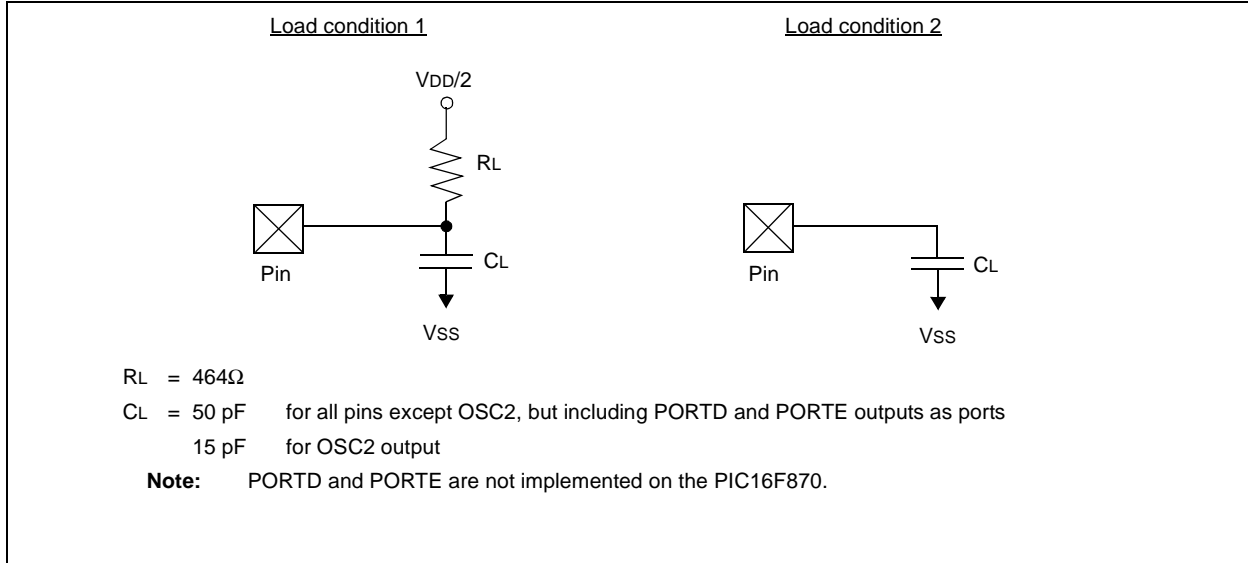 Load condition 1
Load condition 2
VDD/2
RL
CL
Pin
VSS
CL
Pin
VSS
RL = 464Ω
CL = 50 pF for all pins except OSC2, but including PORTD and PORTE outputs as ports
15 pF for OSC2 output
Note: PORTD and PORTE are not implemented on the PIC16F870.